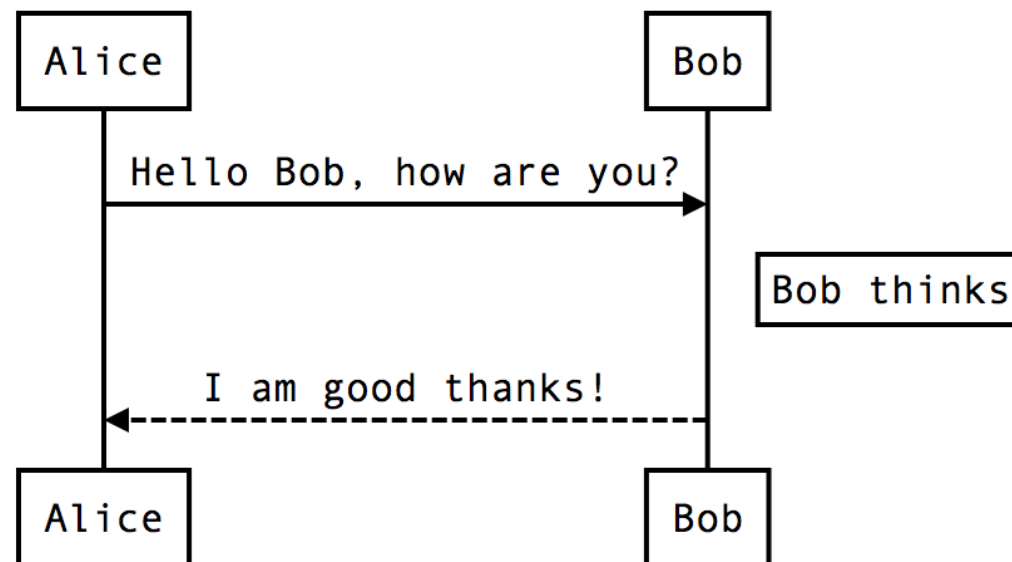 Alice Bob
Hello Bob, how are you?
Bob thinks
I am good thanks!
Alice Bob